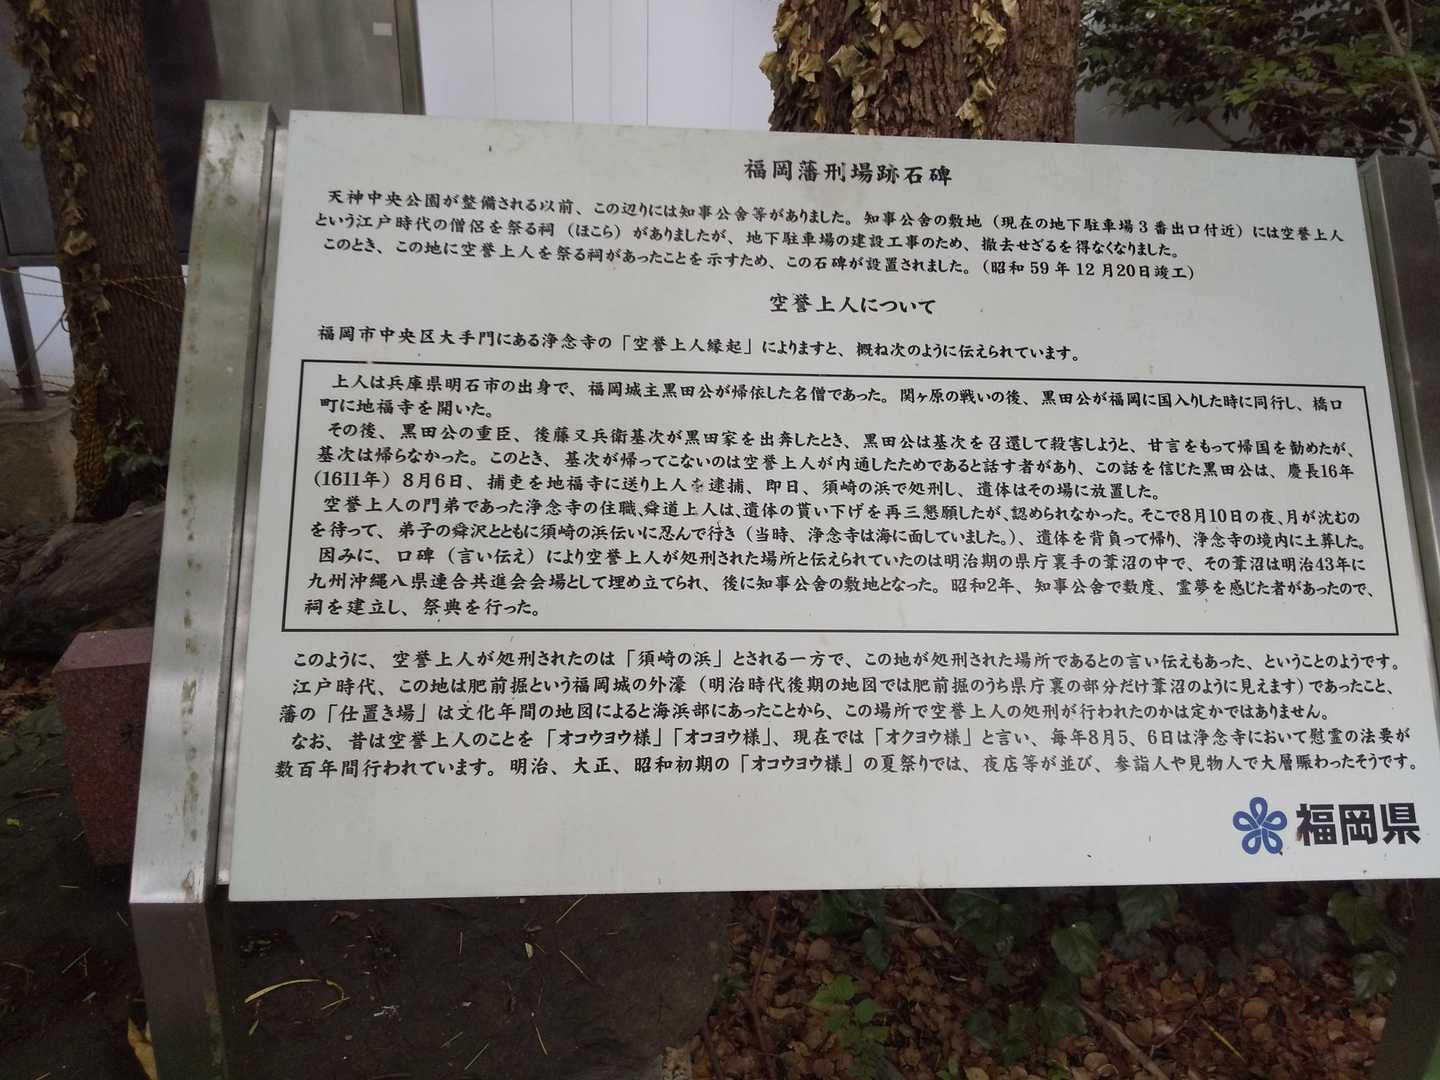 福岡藩刑場跡石碑
天神中央公園が整備される以前、この辺りには知事公舎等がありました。知事公舎の敷地（現在の地下駐車場３番出口付近）には空誉上人
という江戸時代の僧侶を祭る祠（ほこら）がありましたが、地下駐車場の建設工事のため、撤去せざるを得なくなりました。
このとき、この地に空誉上人を祭る祠があったことを示すため、この石碑が設置されました。（昭和59年12月20日竣工）
空誉上人について
福岡市中央区大手門にある浄念寺の「空誉上人縁起」によりますと、概ね次のように伝えられています。
上人は兵庫県明石市の出身で、福岡城主黒田公が帰依した名僧であった。関ヶ原の戦いの後、黒田公が福岡に国入りした時に同行し、橋口
町に地福寺を開いた。
その後、黒田公の重臣、後藤又兵衛基次が黒田家を出奔したとき、黒田公は基次を召還して殺害しようと、甘言をもって帰国を勧めたが、
基次は帰らなかった。このとき、基次が帰ってこないのは空誉上人が内通したためであると話す者があり、この話を信じた黒田公は、慶長16年
（1611年）8月6日、捕吏を地福寺に送り上人を逮捕、即日、須崎の浜で処刑し、遺体はその場に放置した。
空誉上人の門弟であった浄念寺の住職、舜道上人は、遺体の貰い下げを再三懇願したが、認められなかった。そこで8月10日の夜、月が沈むの
を待って、弟子の舜沢とともに須崎の浜伝いに忍んで行き（当時、浄念寺は海に面していました。）、遺体を背負って帰り、浄念寺の境内に土葬した。
因みに、口碑（言い伝え）により空誉上人が処刑された場所と伝えられていたのは明治期の県庁裏手の葦沼の中で、その葦沼は明治43年に
九州沖縄八県連合共進会会場として埋め立てられ、後に知事公舎の敷地となった。昭和2年、知事公舎で数度、霊夢を感じた者があったので、
祠を建立し、祭典を行った。
このように、空誉上人が処刑されたのは「須崎の浜」とされる一方で、この地が処刑された場所であるとの言い伝えもあった、ということのようです。
江戸時代、この地は肥前掘という福岡城の外濠（明治時代後期の地図では肥前掘のうち県庁裏の部分だけ葦沼のように見えます）であったこと、
藩の「仕置き場」は文化年間の地図によると海浜部にあったことから、この場所で空誉上人の処刑が行われたのかは定かではありません。
なお、昔は空誉上人のことを「オコウヨウ様」「オコヨウ様」、現在では「オクヨウ様」と言い、毎年8月5、6日は浄念寺において慰霊の法要が
数百年間行われています。明治、大正、昭和初期の「オコウヨウ様」の夏祭りでは、夜店等が並び、参詣人や見物人で大層賑わったそうです。
福岡県